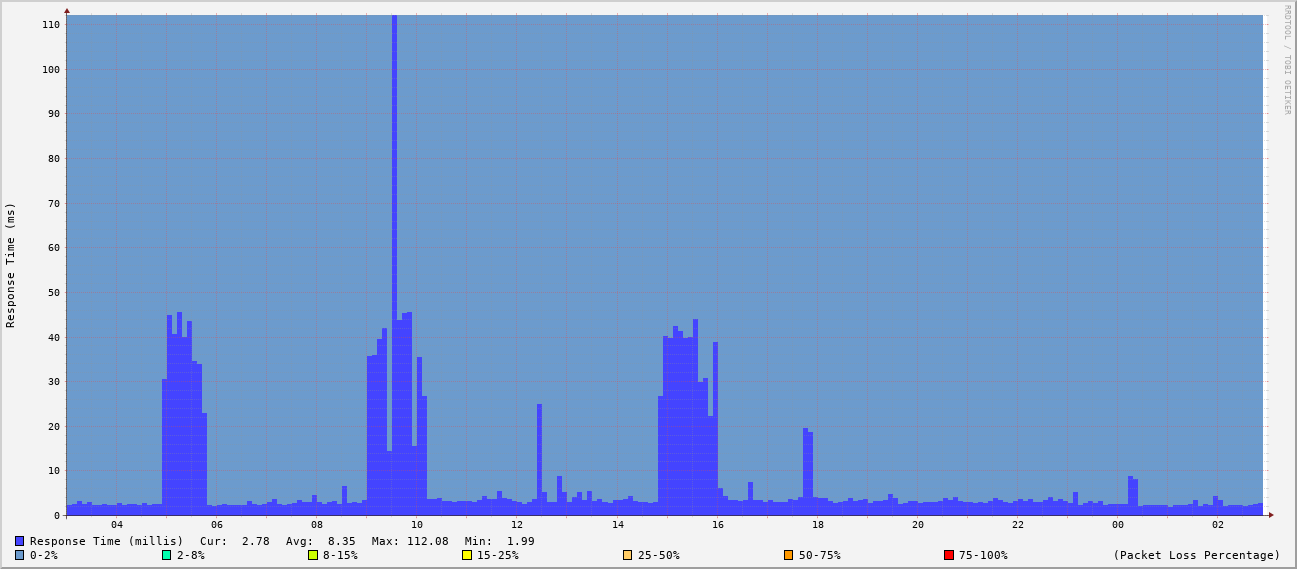 RRDTOOL / TOBI OETIKER
Response Time (ms)
110
100
90
80
70
60
50
40
30
20
10
0
04 06 08 10 12 14 16 18 20 22 00 02
Response Time (millis) Cur: 2.78 Avg: 8.35 Max: 112.08 Min: 1.99
0-2% 2-8% 8-15% 15-25% 25-50% 50-75% 75-100% (Packet Loss Percentage)